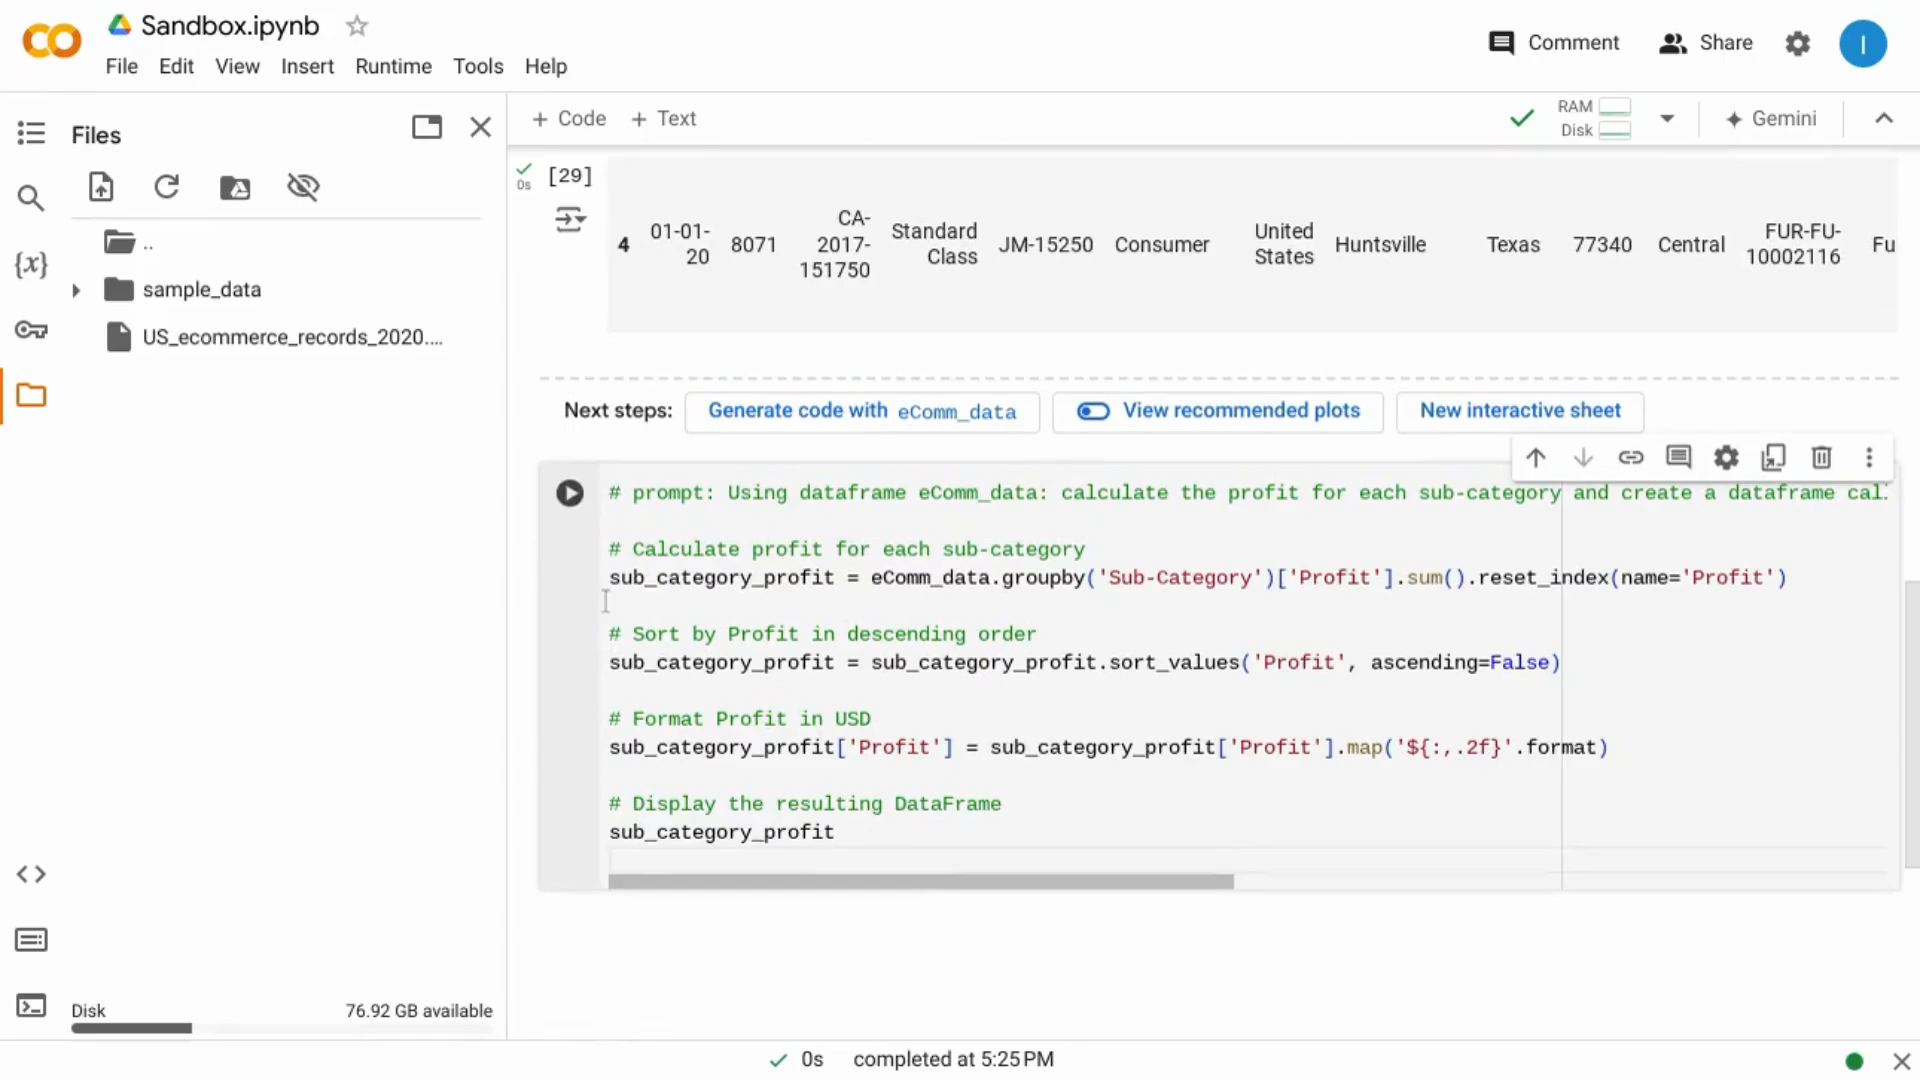 Sandbox.ipynb
File Edit View Insert Runtime Tools Help
Comment
Share
I
Files
+ Code + Text
RAM
Disk
Gemini
..
sample_data
US_ecommerce_records_2020....
Disk
76.92 GB available
0s
[29]
4 01-01-20 8071 CA-2017-151750 Standard Class JM-15250 Consumer United States Huntsville Texas 77340 Central FUR-FU-10002116 Fu
Next steps: Generate code with eComm_data View recommended plots New interactive sheet
# prompt: Using dataframe eComm_data: calculate the profit for each sub-category and create a dataframe cal
# Calculate profit for each sub-category
sub_category_profit = eComm_data.groupby('Sub-Category')['Profit'].sum().reset_index(name='Profit')
# Sort by Profit in descending order
sub_category_profit = sub_category_profit.sort_values('Profit', ascending=False)
# Format Profit in USD
sub_category_profit['Profit'] = sub_category_profit['Profit'].map('${:,.2f}'.format)
# Display the resulting DataFrame
sub_category_profit
0s completed at 5:25 PM